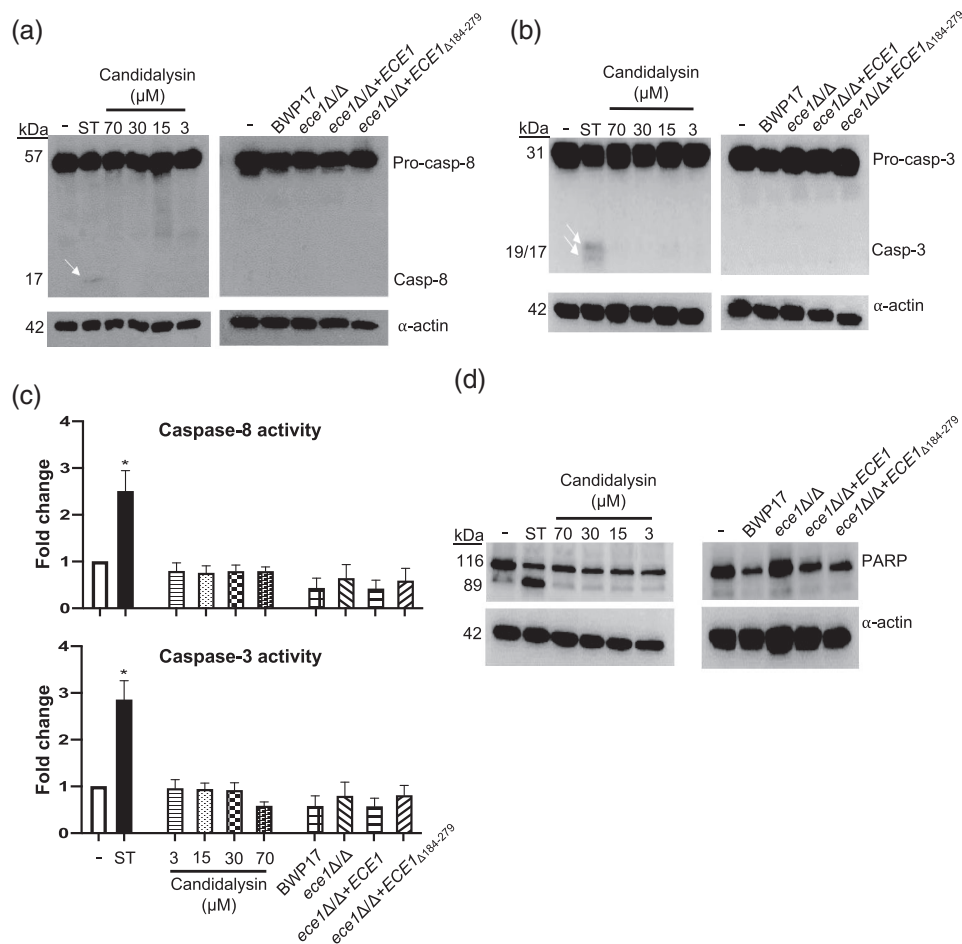 (a)
Candidalysin
(μM)
kDa
- ST 70 30 15 3
- BWP17 ece1Δ/Δ ece1Δ/Δ+ECE1 ece1Δ/Δ+ECE1Δ184-279
57
Pro-casp-8
17
Casp-8
42
α-actin
(b)
Candidalysin
(μM)
kDa
- ST 70 30 15 3
- BWP17 ece1Δ/Δ ece1Δ/Δ+ECE1 ece1Δ/Δ+ECE1Δ184-279
31
Pro-casp-3
19/17
Casp-3
42
α-actin
(c)
Caspase-8 activity
Fold change
4
3
2
1
0
*
Caspase-3 activity
Fold change
4
3
2
1
0
*
- ST 3 15 30 70
Candidalysin
(μM)
BWP17
ece1Δ/Δ
ece1Δ/Δ+ECE1
ece1Δ/Δ+ECE1Δ184-279
(d)
Candidalysin
(μM)
kDa
- ST 70 30 15 3
- BWP17 ece1Δ/Δ ece1Δ/Δ+ECE1 ece1Δ/Δ+ECE1Δ184-279
116
PARP
89
α-actin
42